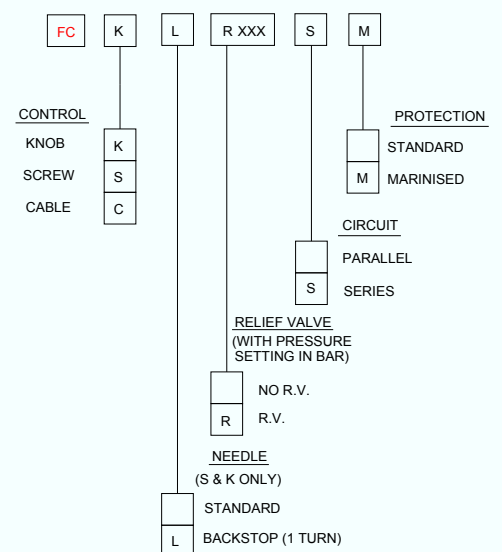 FC K L R XXX S M
CONTROL
KNOB K
SCREW S
CABLE C
PROTECTION
STANDARD
M MARINISED
CIRCUIT
PARALLEL
S SERIES
RELIEF VALVE
(WITH PRESSURE
SETTING IN BAR)
NO R.V.
R R.V.
NEEDLE
(S & K ONLY)
STANDARD
L BACKSTOP (1 TURN)